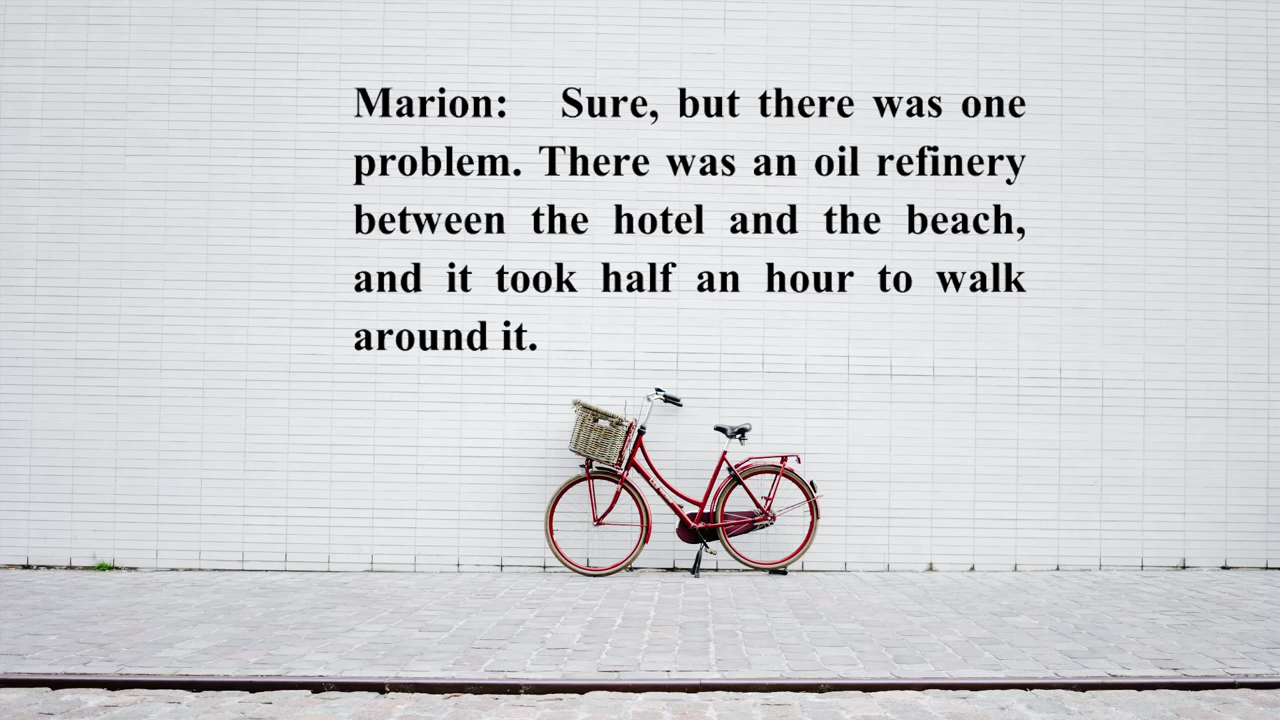 Marion: Sure, but there was one
problem. There was an oil refinery
between the hotel and the beach,
and it took half an hour to walk
around it.